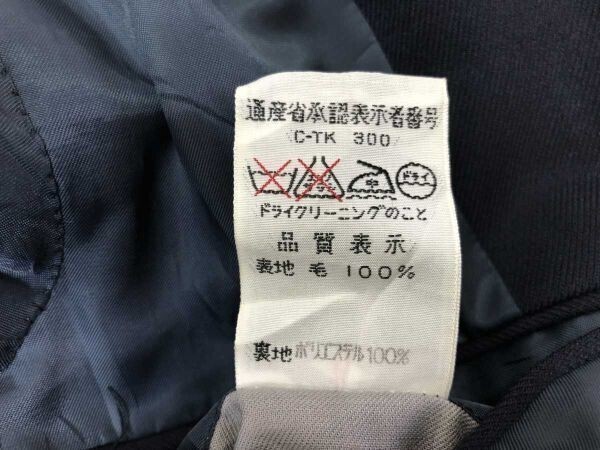 通産省承認表示者番号
C-TK 300
中 ドライ
ドライクリーニングのこと
品質表示
表地 毛 100%
裏地 ポリエステル100%